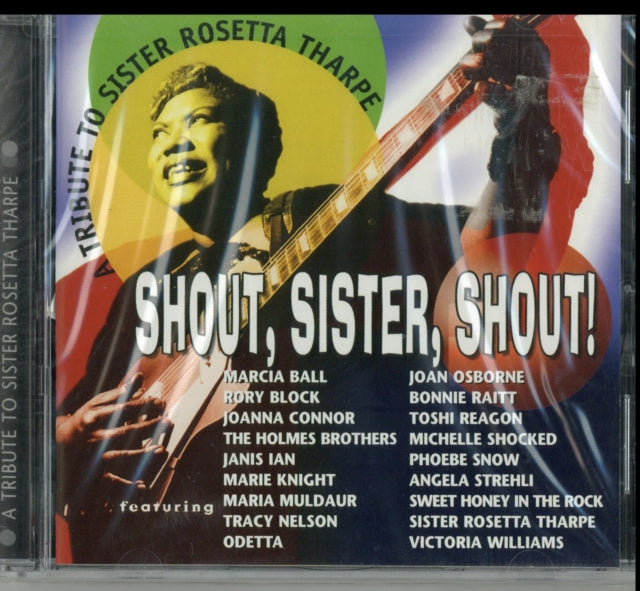 A TRIBUTE TO SISTER ROSETTA THARPE
A TRIBUTE TO SISTER ROSETTA THARPE
SHOUT, SISTER, SHOUT!
featuring
MARCIA BALL
RORY BLOCK
JOANNA CONNOR
THE HOLMES BROTHERS
JANIS IAN
MARIE KNIGHT
MARIA MULDAUR
TRACY NELSON
ODETTA
JOAN OSBORNE
BONNIE RAITT
TOSHI REAGON
MICHELLE SHOCKED
PHOEBE SNOW
ANGELA STREHLI
SWEET HONEY IN THE ROCK
SISTER ROSETTA THARPE
VICTORIA WILLIAMS